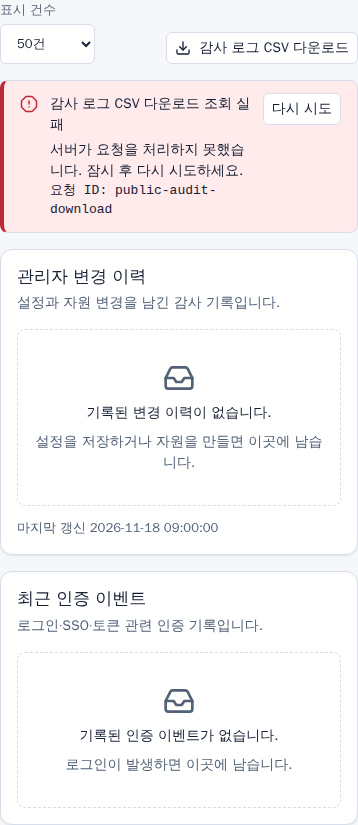 표시 건수
50건
감사 로그 CSV 다운로드
감사 로그 CSV 다운로드 조회 실
패
다시 시도
서버가 요청을 처리하지 못했습
니다. 잠시 후 다시 시도하세요.
요청 ID: public-audit-
download
관리자 변경 이력
설정과 자원 변경을 남긴 감사 기록입니다.
기록된 변경 이력이 없습니다.
설정을 저장하거나 자원을 만들면 이곳에 남습
니다.
마지막 갱신 2026-11-18 09:00:00
최근 인증 이벤트
로그인·SSO·토큰 관련 인증 기록입니다.
기록된 인증 이벤트가 없습니다.
로그인이 발생하면 이곳에 남습니다.